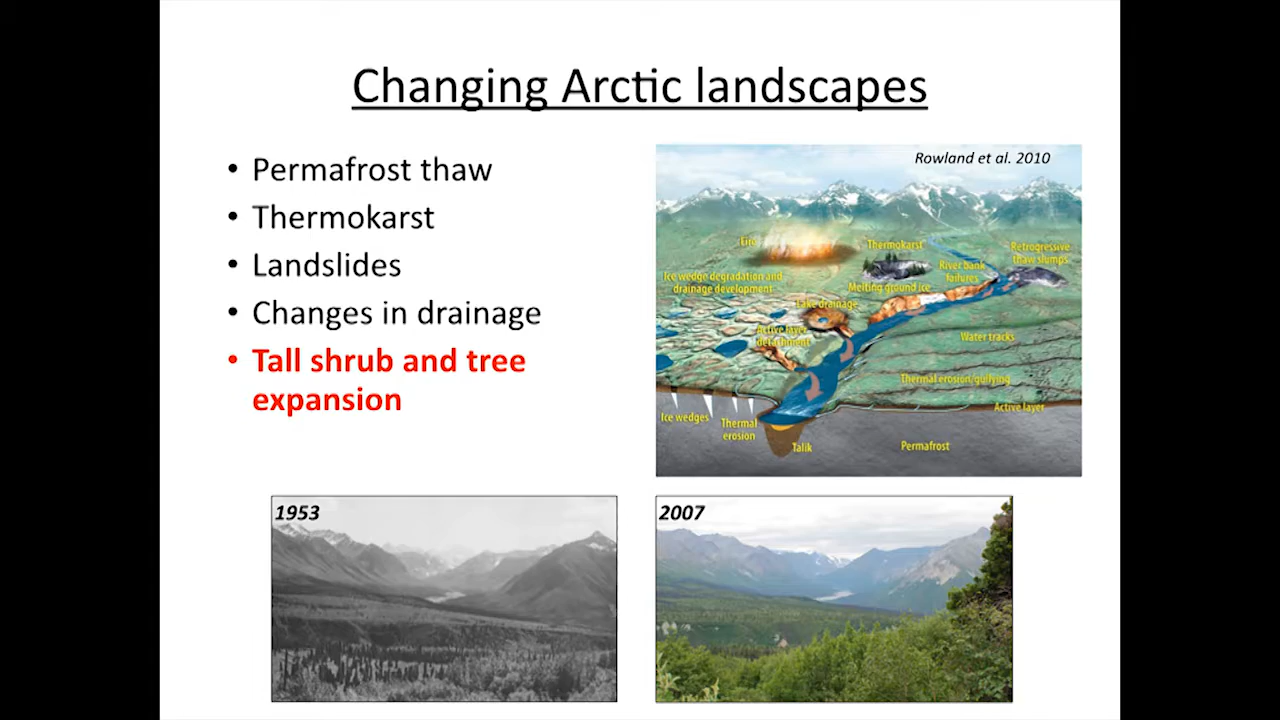 Changing Arctic landscapes
• Permafrost thaw
• Thermokarst
• Landslides
• Changes in drainage
• Tall shrub and tree
expansion
Rowland et al. 2010
Fire
Thermokarst
Retrogressive
thaw slumps
River bank
failures
Ice wedge degradation and
drainage development
Melting ground ice
Lake drainage
Active layer
detachment
Water tracks
Thermal erosion/gullying
Active layer
Ice wedges
Thermal
erosion
Talik
Permafrost
1953
2007